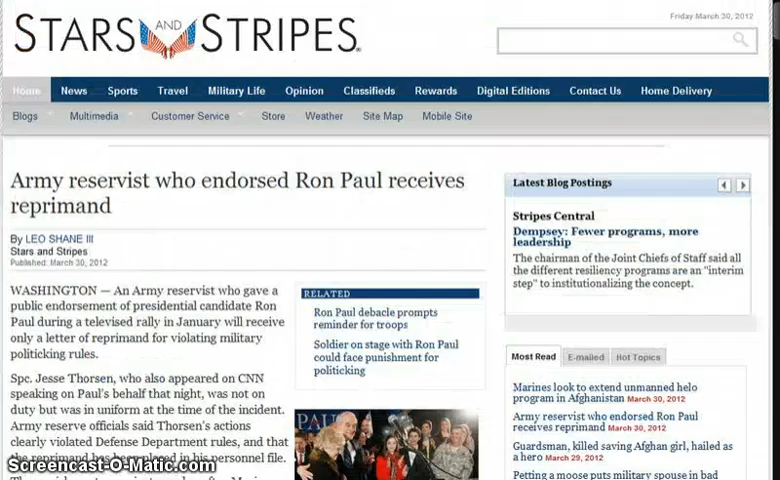 STARS AND STRIPES
Friday March 30, 2012
Home News Sports Travel Military Life Opinion Classifieds Rewards Digital Editions Contact Us Home Delivery
Blogs Multimedia Customer Service Store Weather Site Map Mobile Site
Army reservist who endorsed Ron Paul receives
reprimand
By LEO SHANE III
Stars and Stripes
Published: March 30, 2012
WASHINGTON — An Army reservist who gave a
public endorsement of presidential candidate Ron
Paul during a televised rally in January will receive
only a letter of reprimand for violating military
politicking rules.
Spc. Jesse Thorsen, who also appeared on CNN
speaking on Paul's behalf that night, was not on
duty but was in uniform at the time of the incident.
Army reserve officials said Thorsen's actions
clearly violated Defense Department rules, and that
the reprimand has been placed in his personnel file.
RELATED
Ron Paul debacle prompts
reminder for troops
Soldier on stage with Ron Paul
could face punishment for
politicking
PAUL
Latest Blog Postings
Stripes Central
Dempsey: Fewer programs, more
leadership
The chairman of the Joint Chiefs of Staff said all
the different resiliency programs are an "interim
step" to institutionalizing the concept.
Most Read E-mailed Hot Topics
Marines look to extend unmanned helo
program in Afghanistan March 30, 2012
Army reservist who endorsed Ron Paul
receives reprimand March 30, 2012
Guardsman, killed saving Afghan girl, hailed as
a hero March 29, 2012
Petting a moose puts military spouse in bad
Screencast-O-Matic.com